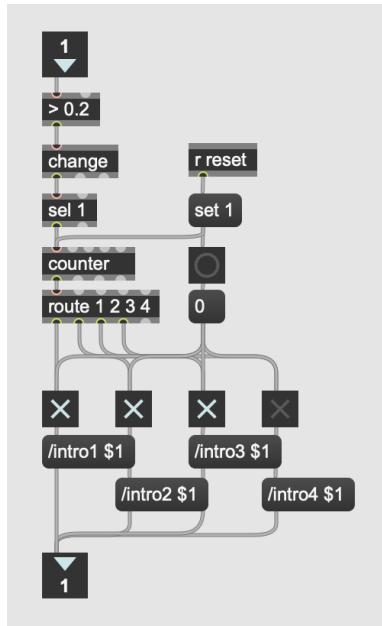 1
> 0.2
change
r reset
sel 1
set 1
counter
route 1 2 3 4
0
/intro1 $1
/intro3 $1
/intro2 $1
/intro4 $1
1